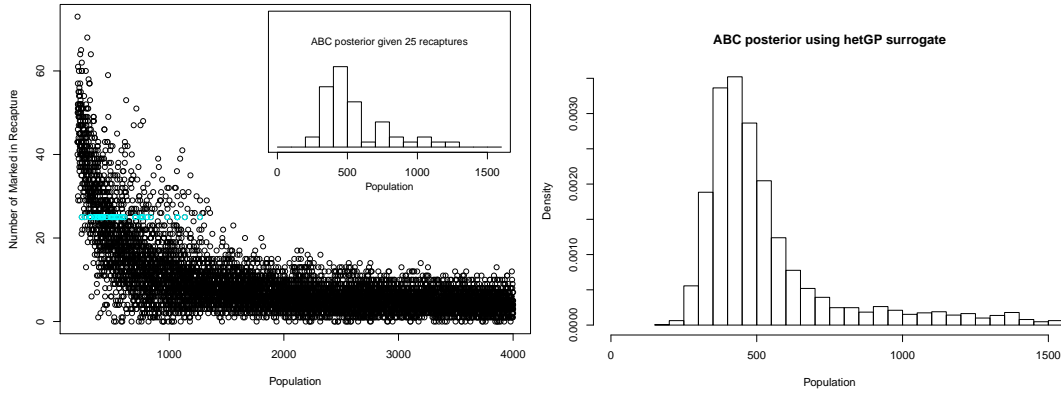 Number of Marked in Recapture
60
40
20
0
1000
2000
3000
4000
Population
ABC posterior given 25 recaptures
0
500
1000
1500
Population
ABC posterior using hetGP surrogate
Density
0.0030
0.0020
0.0010
0.0000
0
500
1000
1500
Population